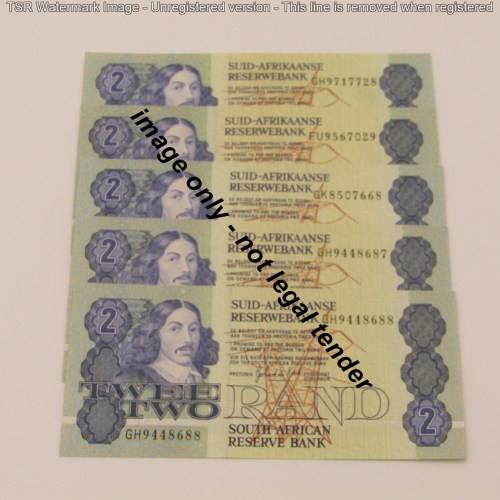 TSR Watermark Image - Unregistered version - This line is removed when registered
2 SUID-AFRIKAANSE
RESERWEBANK GH9717728
2 SUID-AFRIKAANSE
RESERWEBANK FU9567029
2 SUID-AFRIKAANSE
RESERWEBANK GK8507668
2 SUID-AFRIKAANSE
RESERWEBANK GH9448687
2 SUID-AFRIKAANSE
RESERWEBANK GH9448688
image only - not legal tender
PRETORIA
TWEE
TWO RAND
GH9448688 SOUTH AFRICAN
RESERVE BANK 2